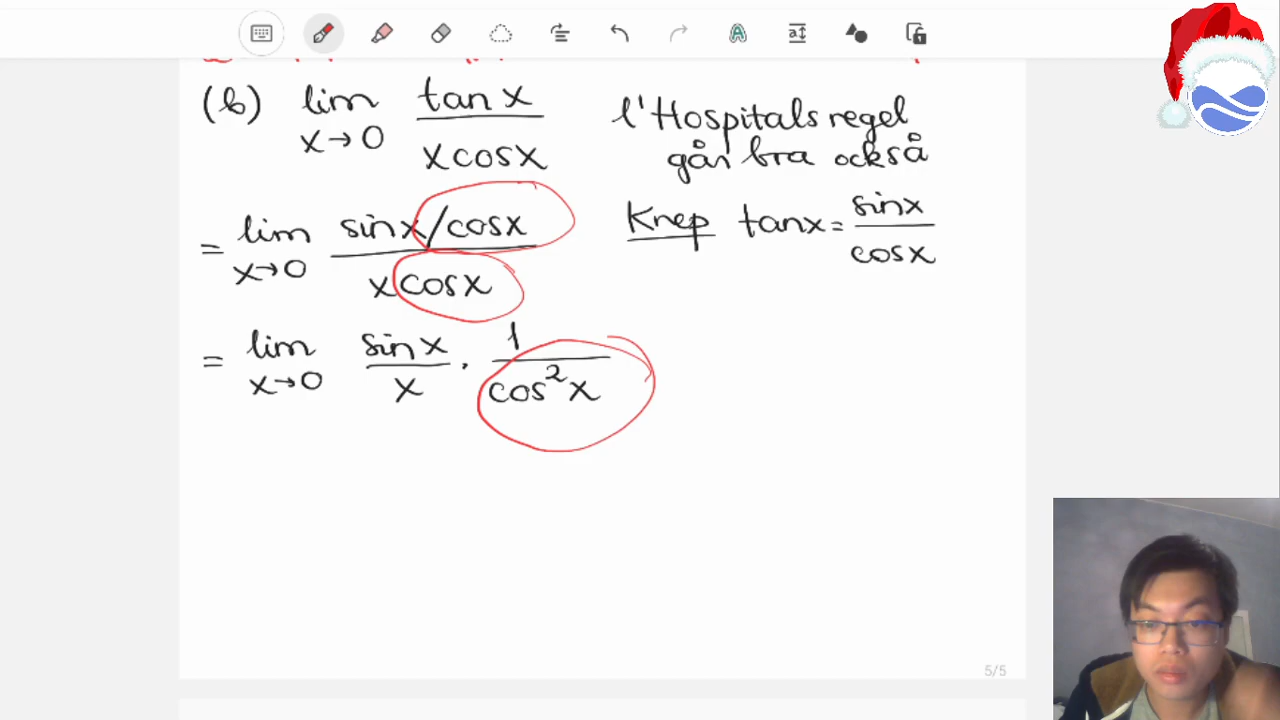 (b) lim x→0 tan x / x cos x
l'Hospitals regel
går bra också
= lim x→0 sin x/cos x / x cos x
Knep tan x = sin x / cos x
= lim x→0 sin x / x · 1 / cos² x
5/5